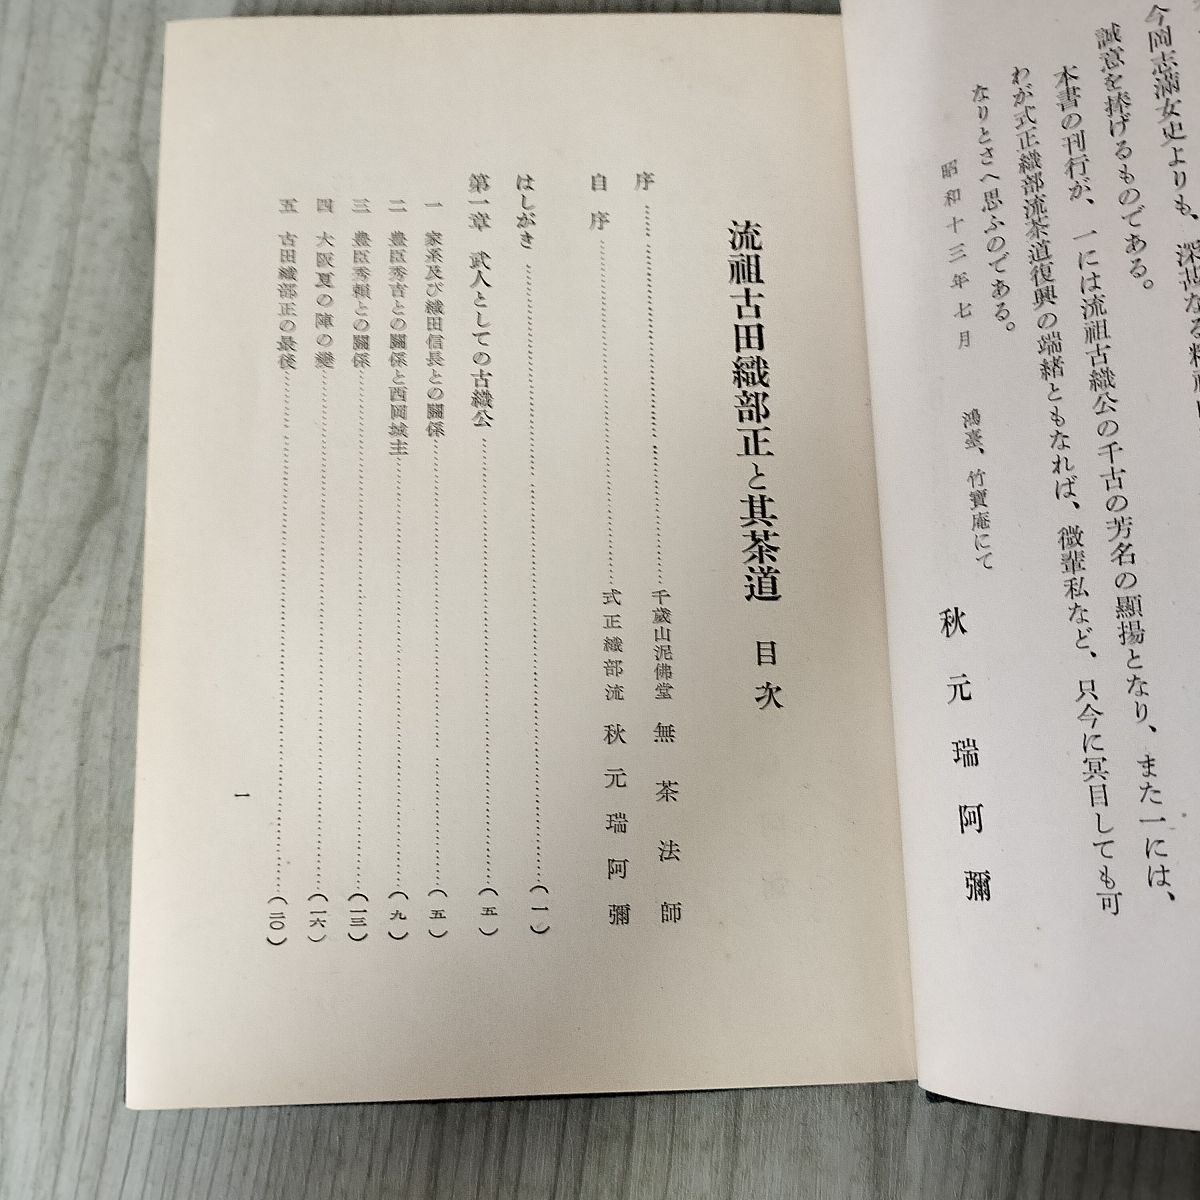 今岡志滿女史よりも、深甚なる精神
誠意を捧げるものである。
本書の刊行が、一には流祖古織公の千古の芳名の顯揚となり、また一には、
わが式正織部流茶道復興の端緒ともなれば、微輩私など、只今に冥目しても可
なりとさへ思ふのである。
昭和十三年七月
鴻臺、竹寶庵にて
秋元瑞阿彌
流祖古田織部正と其茶道 目次
序……千歲山泥佛堂 無茶法師
自序……式正織部流 秋元瑞阿彌
はしがき……(一)
第一章 武人としての古織公……(五)
一 家系及び織田信長との關係……(五)
二 豊臣秀吉との關係と西岡城主……(九)
三 豊臣秀賴との關係……(一三)
四 大阪夏の陣の變……(一六)
五 古田織部正の最後……(二〇)
一